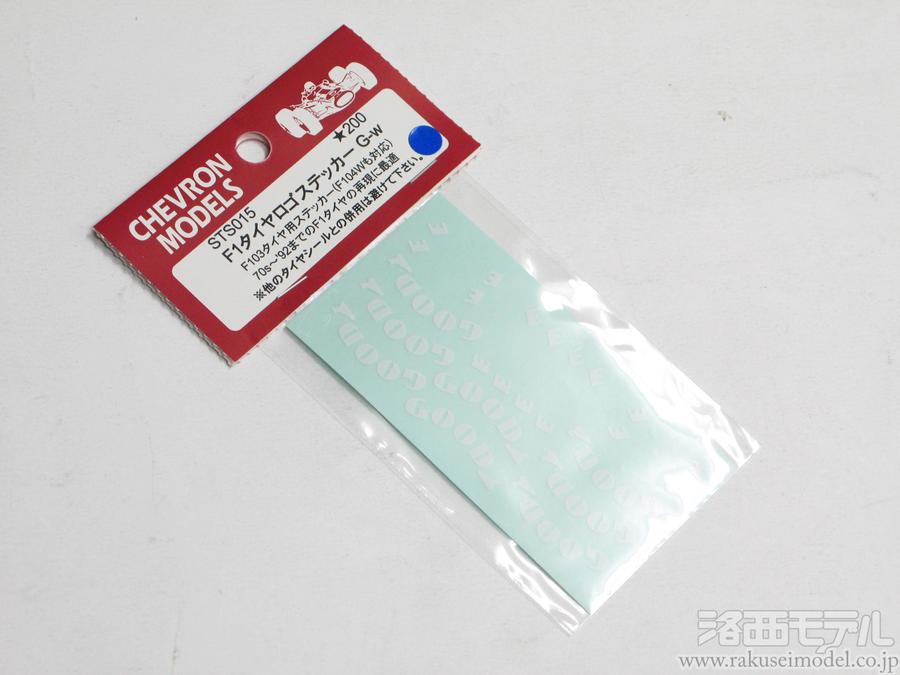 CHEVRON
MODELS
STS015
★200
F1タイヤロゴステッカー G-w
F103タイヤ用ステッカー(F104Wも対応)
70s~'92までのF1タイヤの再現に最適
※他のタイヤシールとの併用は避けて下さい。
GOOD
GOOD
GOOD
GOOD
洛西モデル
www.rakuseimodel.co.jp